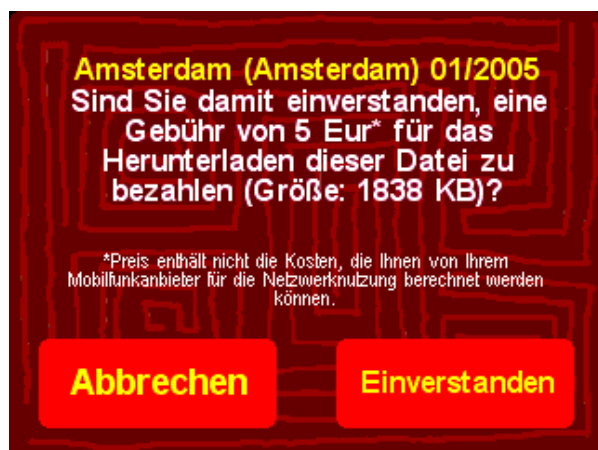 Amsterdam (Amsterdam) 01/2005
Sind Sie damit einverstanden, eine
Gebühr von 5 Eur* für das
Herunterladen dieser Datei zu
bezahlen (Größe: 1838 KB)?
*Preis enthält nicht die Kosten, die Ihnen von Ihrem
Mobilfunkanbieter für die Netzwerknutzung berechnet werden
können.
Abbrechen
Einverstanden